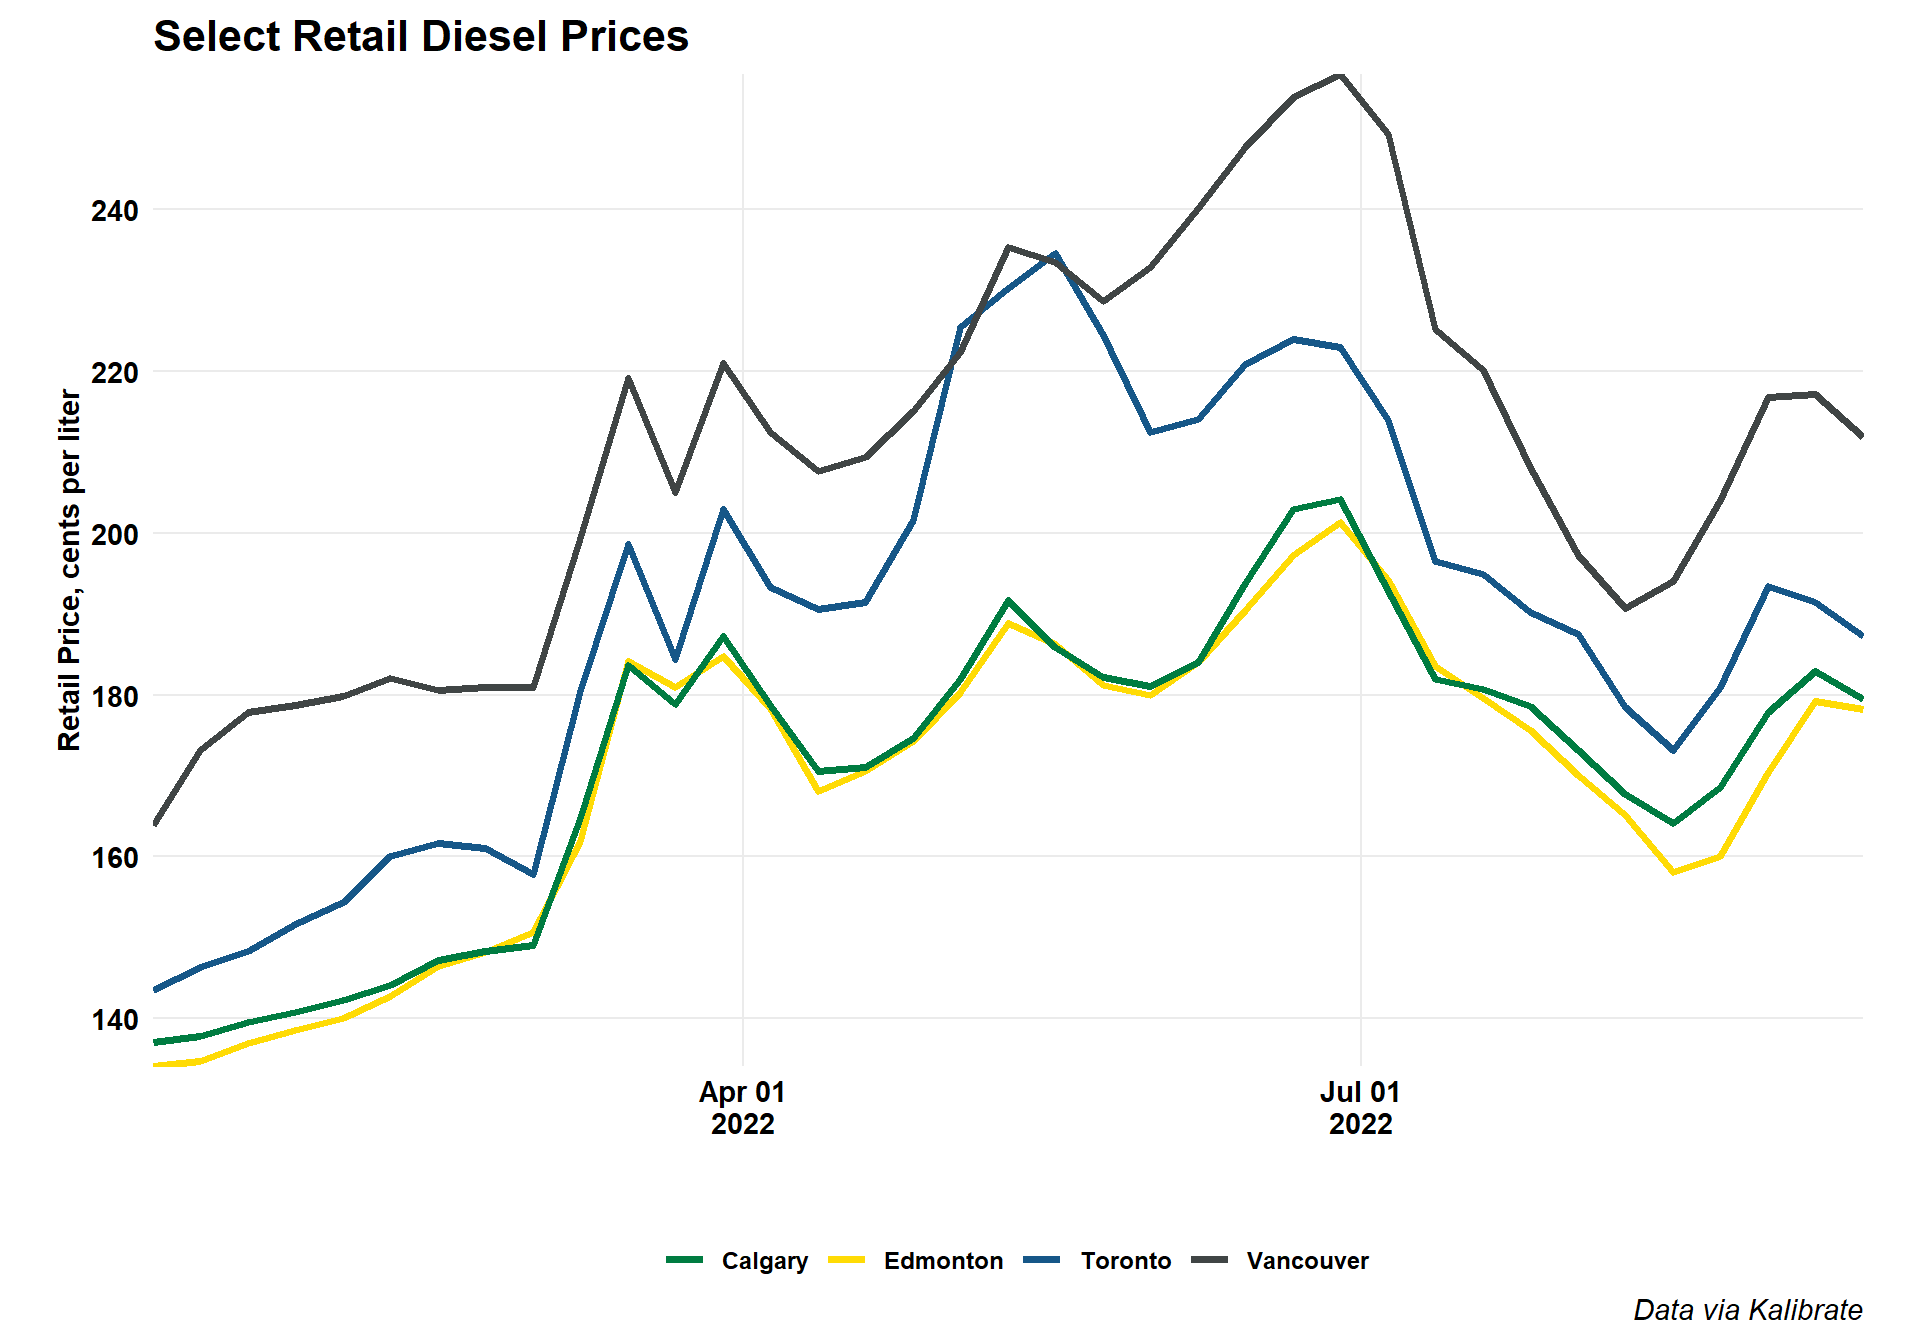 Select Retail Diesel Prices
Retail Price, cents per liter
240
220
200
180
160
140
Apr 01
2022
Jul 01
2022
Calgary Edmonton Toronto Vancouver
Data via Kalibrate